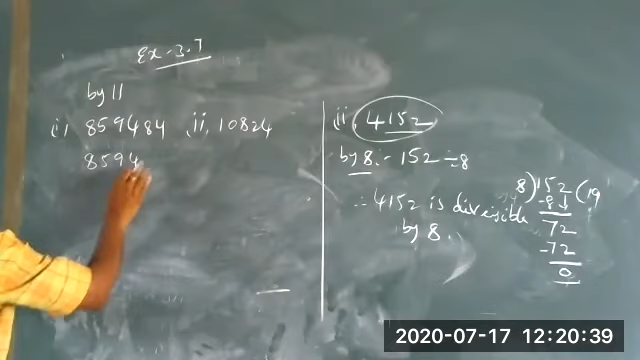 Ex-3.7
by 11
(i) 859484 ,ii, 10824
8594
ii, 4152
by 8 - 152 ÷ 8
∴ 4152 is divisible
by 8.
8) 152 (19
-8↓
72
-72
0
2020-07-17 12:20:39